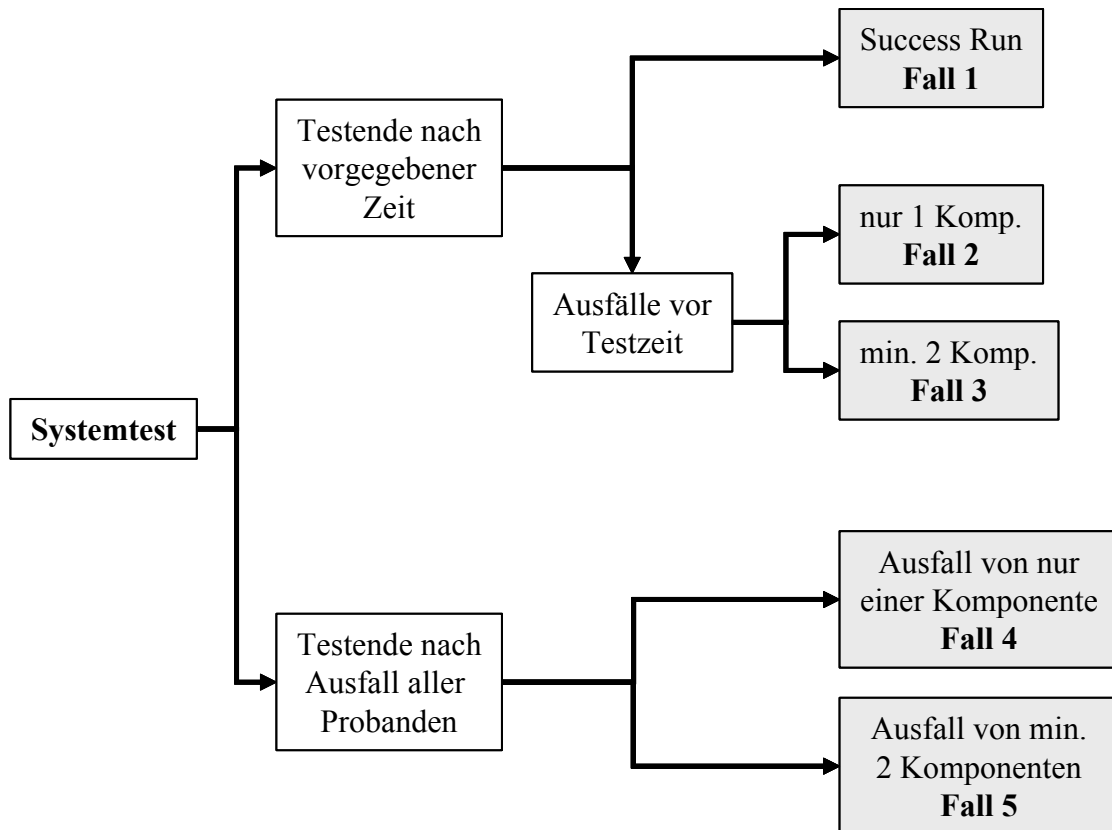 Success Run
Fall 1
Testende nach
vorgegebener
Zeit
nur 1 Komp.
Fall 2
Ausfälle vor
Testzeit
min. 2 Komp.
Fall 3
Systemtest
Ausfall von nur
einer Komponente
Fall 4
Testende nach
Ausfall aller
Probanden
Ausfall von min.
2 Komponenten
Fall 5